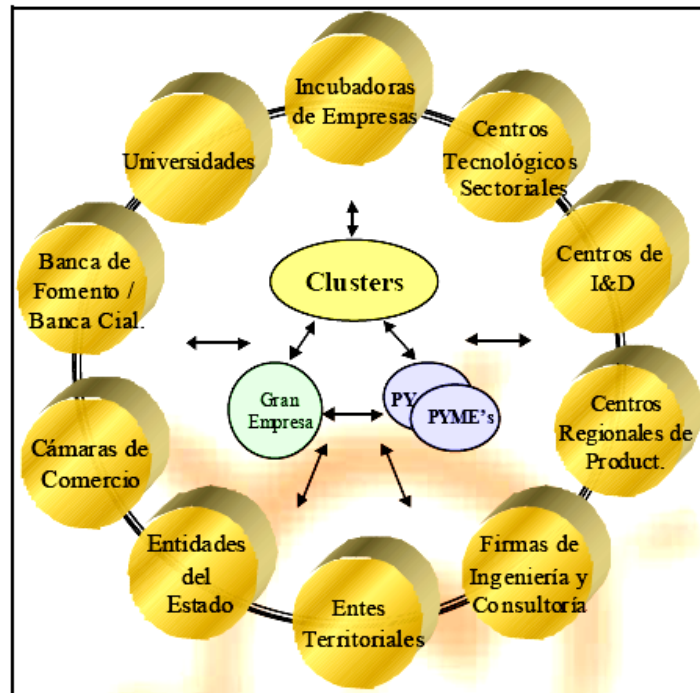 Incubadoras
de Empresas
Centros
Tecnológicos
Sectoriales
Universidades
Centros de
I&D
Banca de
Fomento /
Banca Cial.
Clusters
Gran
Empresa
PY
PYME's
Centros
Regionales de
Product.
Cámaras de
Comercio
Entidades
del
Estado
Firmas de
Ingeniería y
Consultoría
Entes
Territoriales